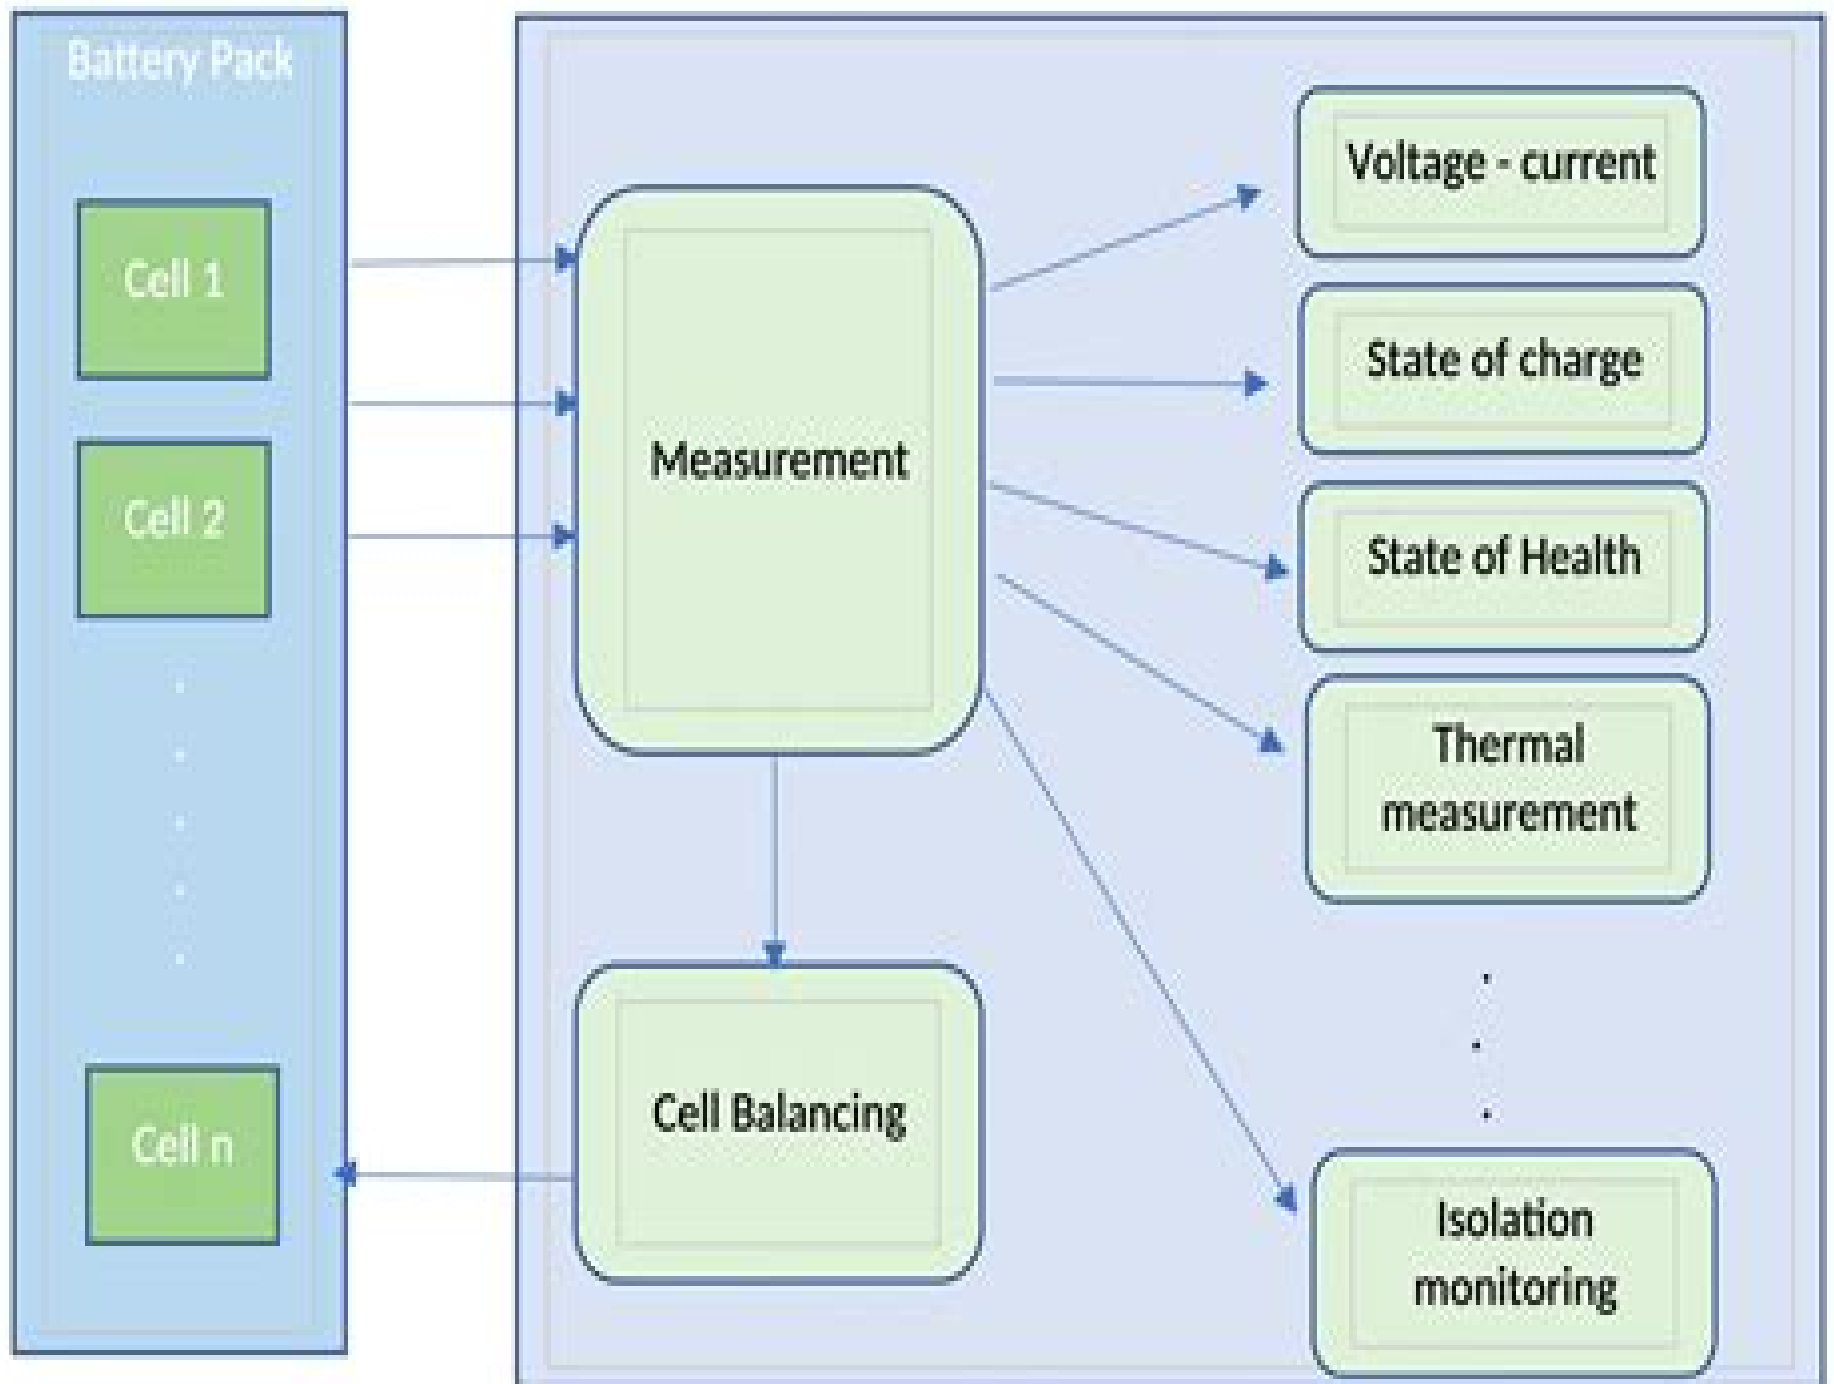 Battery Pack
Cell 1
Cell 2
Cell n
Measurement
Cell Balancing
Voltage - current
State of charge
State of Health
Thermal
measurement
Isolation
monitoring